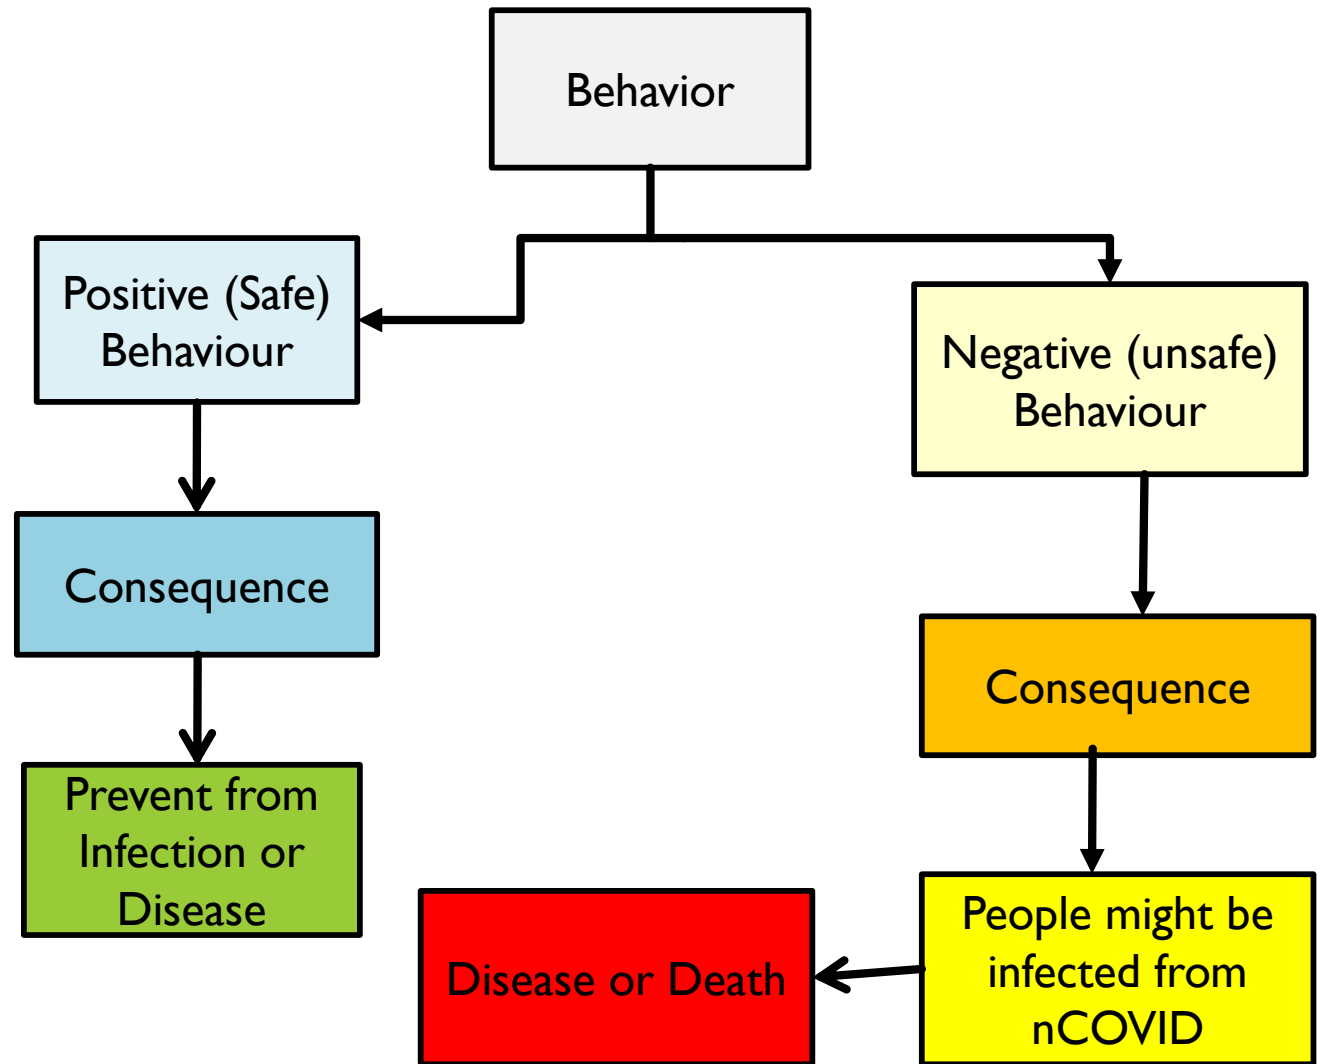 Behavior
Positive (Safe)
Behaviour
Negative (unsafe)
Behaviour
Consequence
Consequence
Prevent from
Infection or
Disease
People might be
infected from
nCOVID
Disease or Death